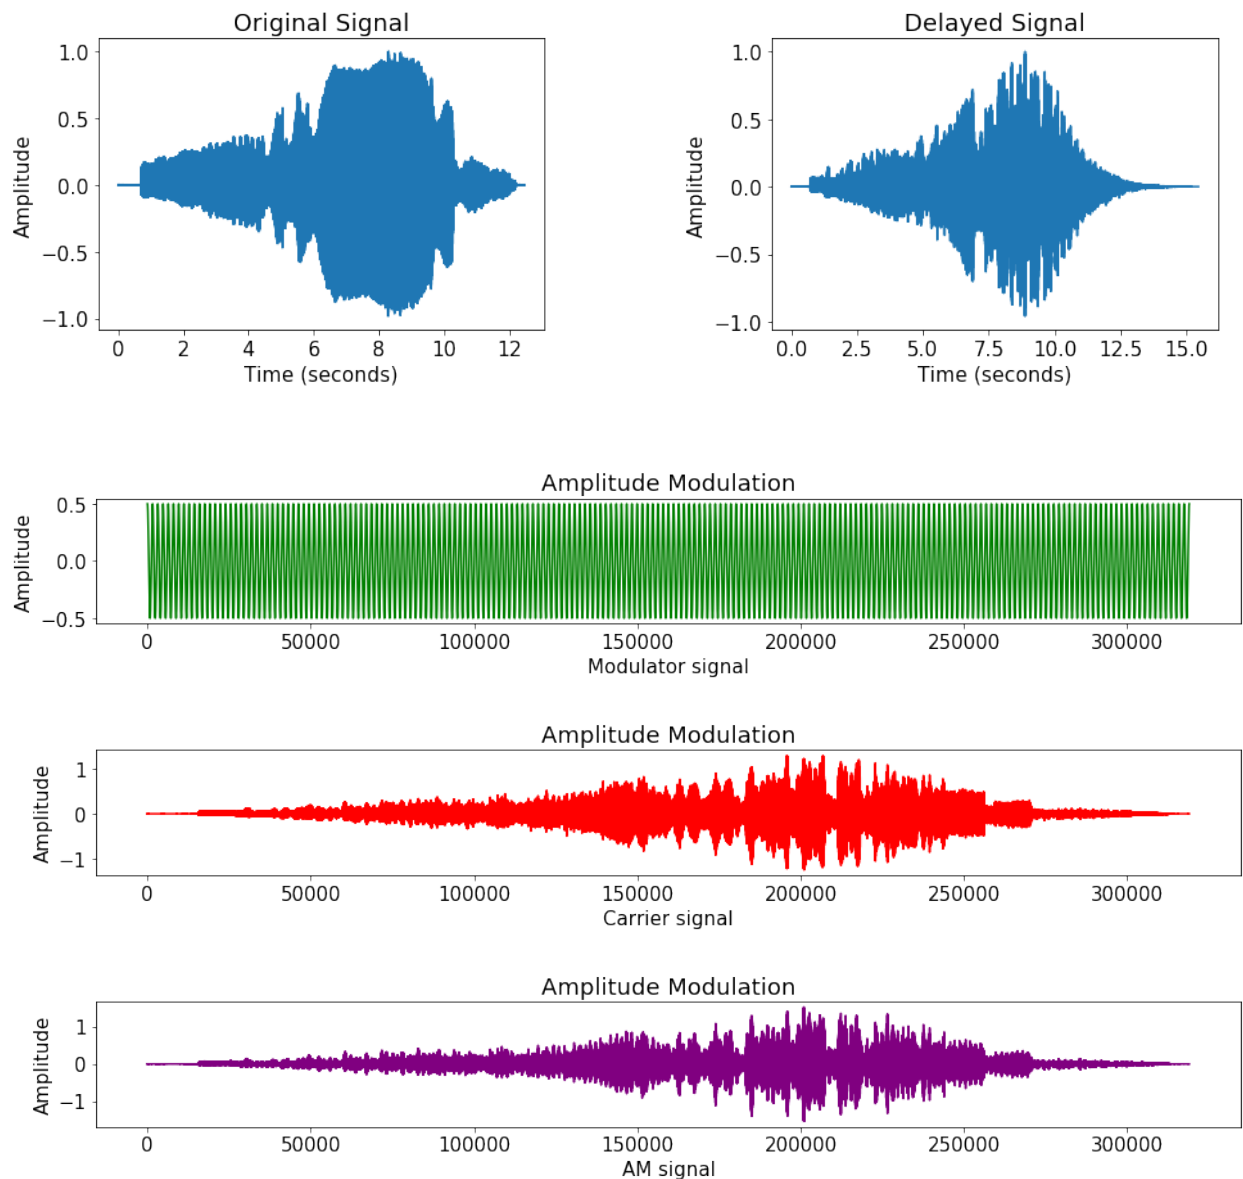 Original Signal
Amplitude
1.0
0.5
0.0
−0.5
−1.0
0 2 4 6 8 10 12
Time (seconds)
Delayed Signal
Amplitude
1.0
0.5
0.0
−0.5
−1.0
0.0 2.5 5.0 7.5 10.0 12.5 15.0
Time (seconds)
Amplitude Modulation
Amplitude
0.5
0.0
−0.5
0 50000 100000 150000 200000 250000 300000
Modulator signal
Amplitude Modulation
Amplitude
1
0
−1
0 50000 100000 150000 200000 250000 300000
Carrier signal
Amplitude Modulation
Amplitude
1
0
−1
0 50000 100000 150000 200000 250000 300000
AM signal